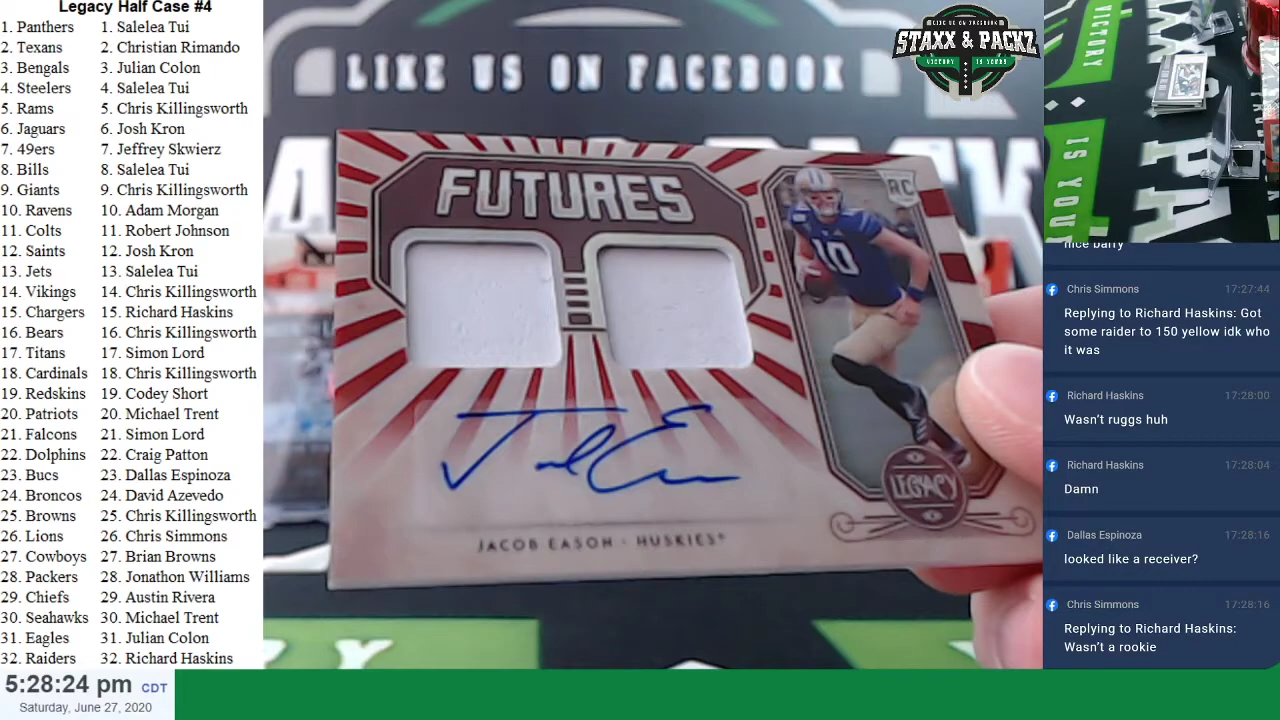 Legacy Half Case #4
1. Panthers 1. Salelea Tui
2. Texans 2. Christian Rimando
3. Bengals 3. Julian Colon
4. Steelers 4. Salelea Tui
5. Rams 5. Chris Killingsworth
6. Jaguars 6. Josh Kron
7. 49ers 7. Jeffrey Skwierz
8. Bills 8. Salelea Tui
9. Giants 9. Chris Killingsworth
10. Ravens 10. Adam Morgan
11. Colts 11. Robert Johnson
12. Saints 12. Josh Kron
13. Jets 13. Salelea Tui
14. Vikings 14. Chris Killingsworth
15. Chargers 15. Richard Haskins
16. Bears 16. Chris Killingsworth
17. Titans 17. Simon Lord
18. Cardinals 18. Chris Killingsworth
19. Redskins 19. Codey Short
20. Patriots 20. Michael Trent
21. Falcons 21. Simon Lord
22. Dolphins 22. Craig Patton
23. Bucs 23. Dallas Espinoza
24. Broncos 24. David Azevedo
25. Browns 25. Chris Killingsworth
26. Lions 26. Chris Simmons
27. Cowboys 27. Brian Browns
28. Packers 28. Jonathon Williams
29. Chiefs 29. Austin Rivera
30. Seahawks 30. Michael Trent
31. Eagles 31. Julian Colon
32. Raiders 32. Richard Haskins
5:28:24 pm CDT
Saturday, June 27, 2020
LIKE US ON FACEBOOK
LIKE US ON FACEBOOK
STAXX & PACKZ
VICTORY IS YOURS
FUTURES
RC
10
LEGACY
JACOB EASON - HUSKIES
VICTORY
IS YOU
nice barry
Chris Simmons 17:27:44
Replying to Richard Haskins: Got
some raider to 150 yellow idk who
it was
Richard Haskins 17:28:00
Wasn't ruggs huh
Richard Haskins 17:28:04
Damn
Dallas Espinoza 17:28:16
looked like a receiver?
Chris Simmons 17:28:16
Replying to Richard Haskins:
Wasn't a rookie